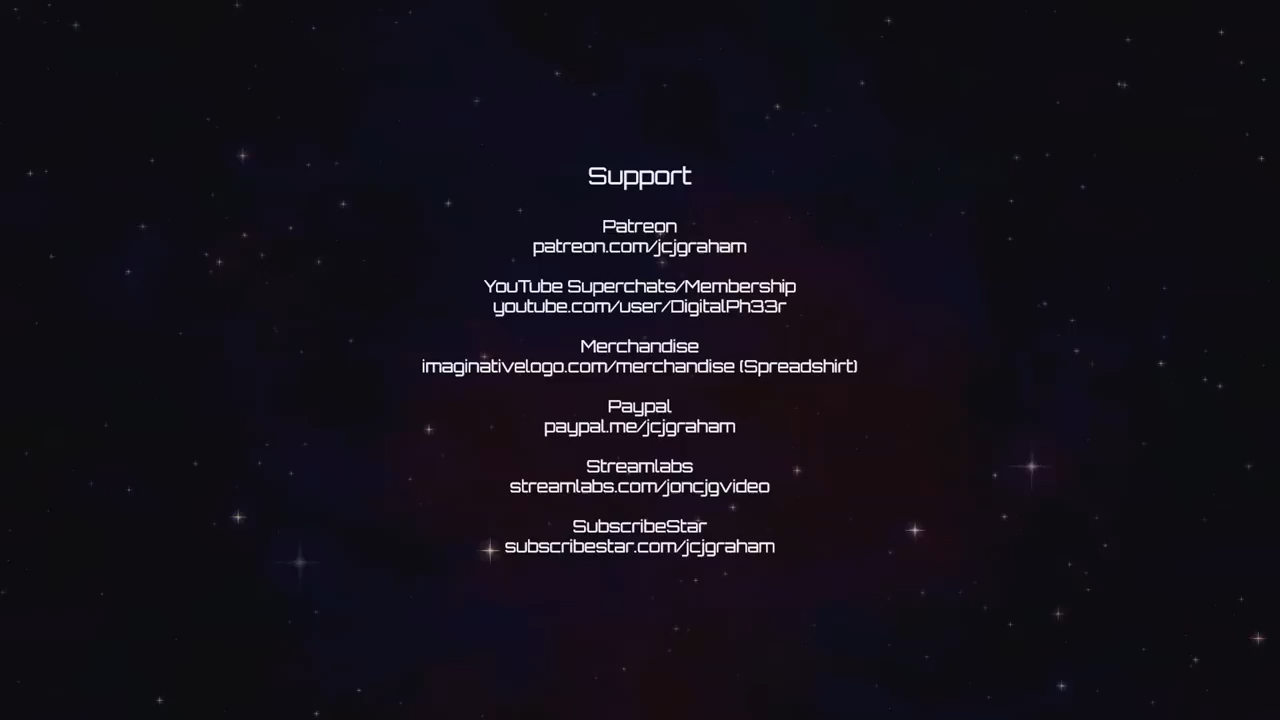 Support
Patreon
patreon.com/jcjgraham
YouTube Superchats/Membership
youtube.com/user/DigitalPh33r
Merchandise
imaginativelogo.com/merchandise (Spreadshirt)
Paypal
paypal.me/jcjgraham
Streamlabs
streamlabs.com/joncjgvideo
SubscribeStar
subscribestar.com/jcjgraham